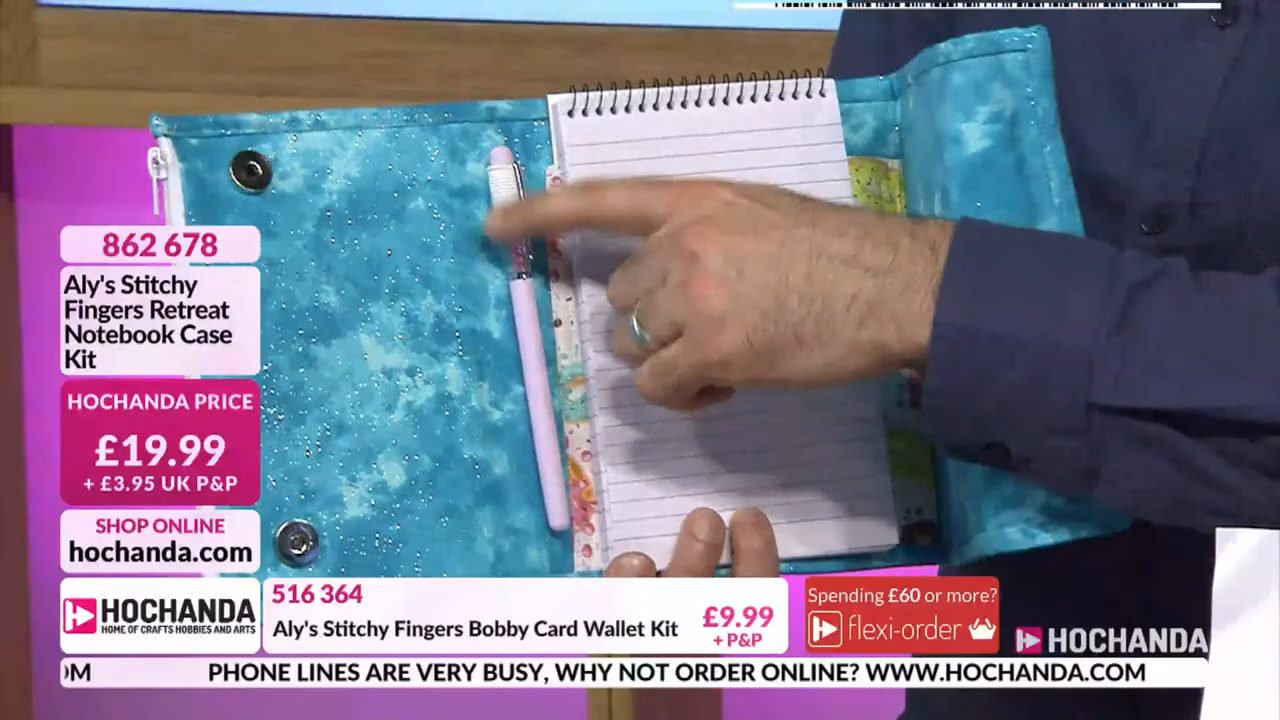 862 678
Aly's Stitchy
Fingers Retreat
Notebook Case
Kit
HOCHANDA PRICE
£19.99
+ £3.95 UK P&P
SHOP ONLINE
hochanda.com
HOCHANDA
HOME OF CRAFTS HOBBIES AND ARTS
516 364
Aly's Stitchy Fingers Bobby Card Wallet Kit
£9.99
+ P&P
Spending £60 or more?
flexi-order
HOCHANDA
PHONE LINES ARE VERY BUSY, WHY NOT ORDER ONLINE? WWW.HOCHANDA.COM